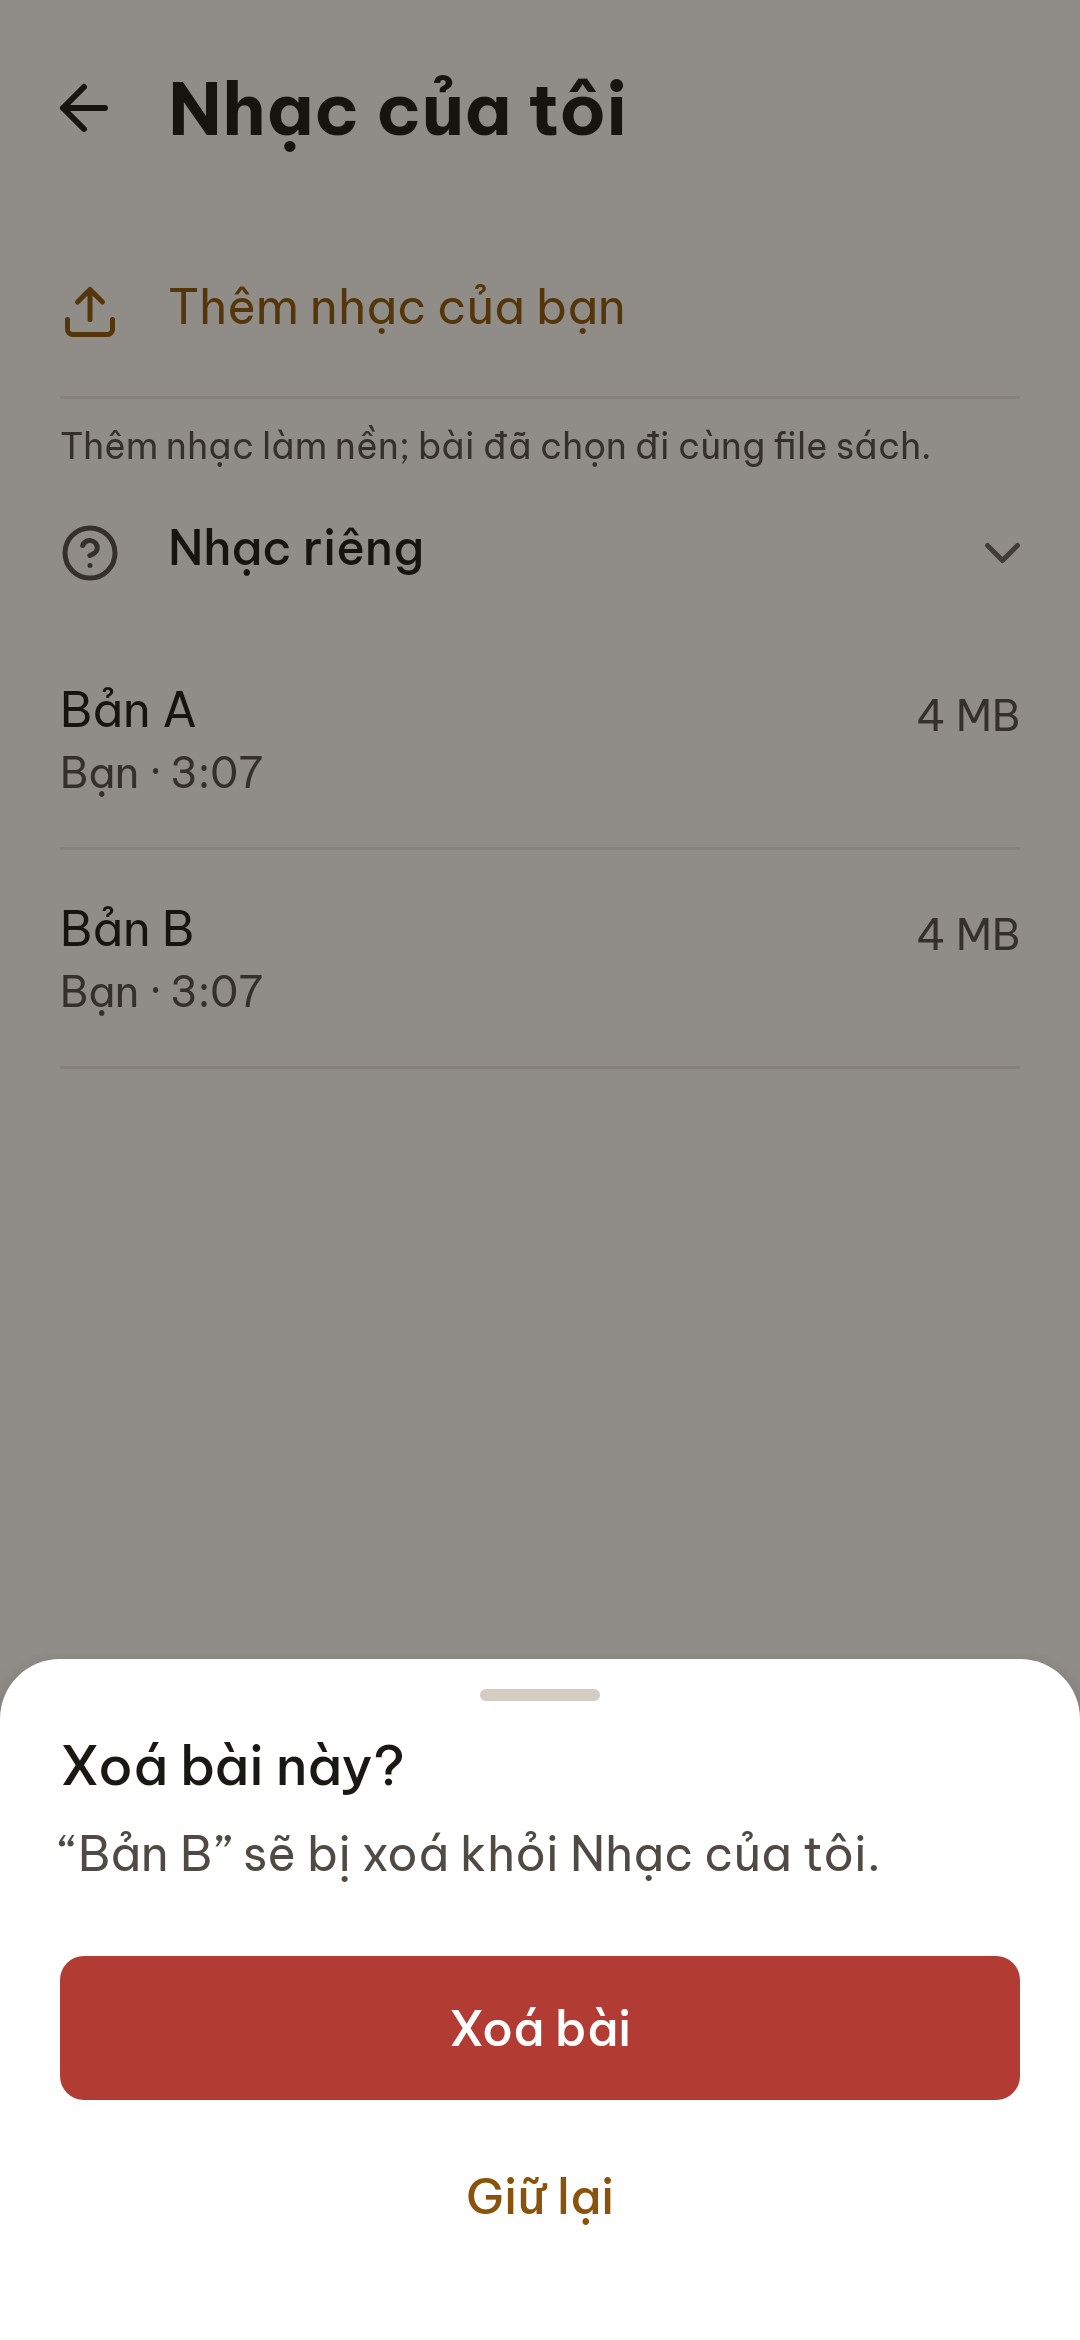 Nhạc của tôi
Thêm nhạc của bạn
Thêm nhạc làm nền; bài đã chọn đi cùng file sách.
Nhạc riêng
Bản A
4 MB
Bạn · 3:07
Bản B
4 MB
Bạn · 3:07
Xoá bài này?
“Bản B” sẽ bị xoá khỏi Nhạc của tôi.
Xoá bài
Giữ lại